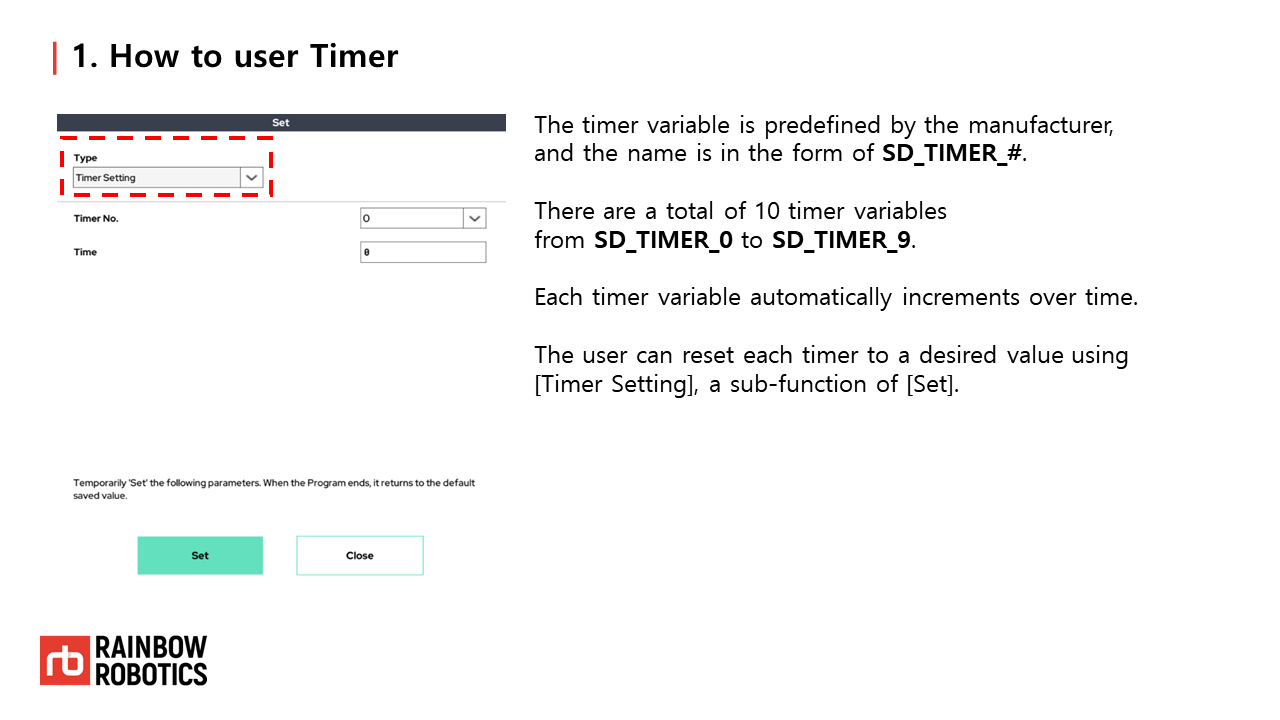 1. How to user Timer
Set
Type
Timer Setting
Timer No.
0
Time
0
Temporarily 'Set' the following parameters. When the Program ends, it returns to the default
saved value.
Set
Close
The timer variable is predefined by the manufacturer,
and the name is in the form of SD_TIMER_#.
There are a total of 10 timer variables
from SD_TIMER_0 to SD_TIMER_9.
Each timer variable automatically increments over time.
The user can reset each timer to a desired value using
[Timer Setting], a sub-function of [Set].
rb
RAINBOW
ROBOTICS